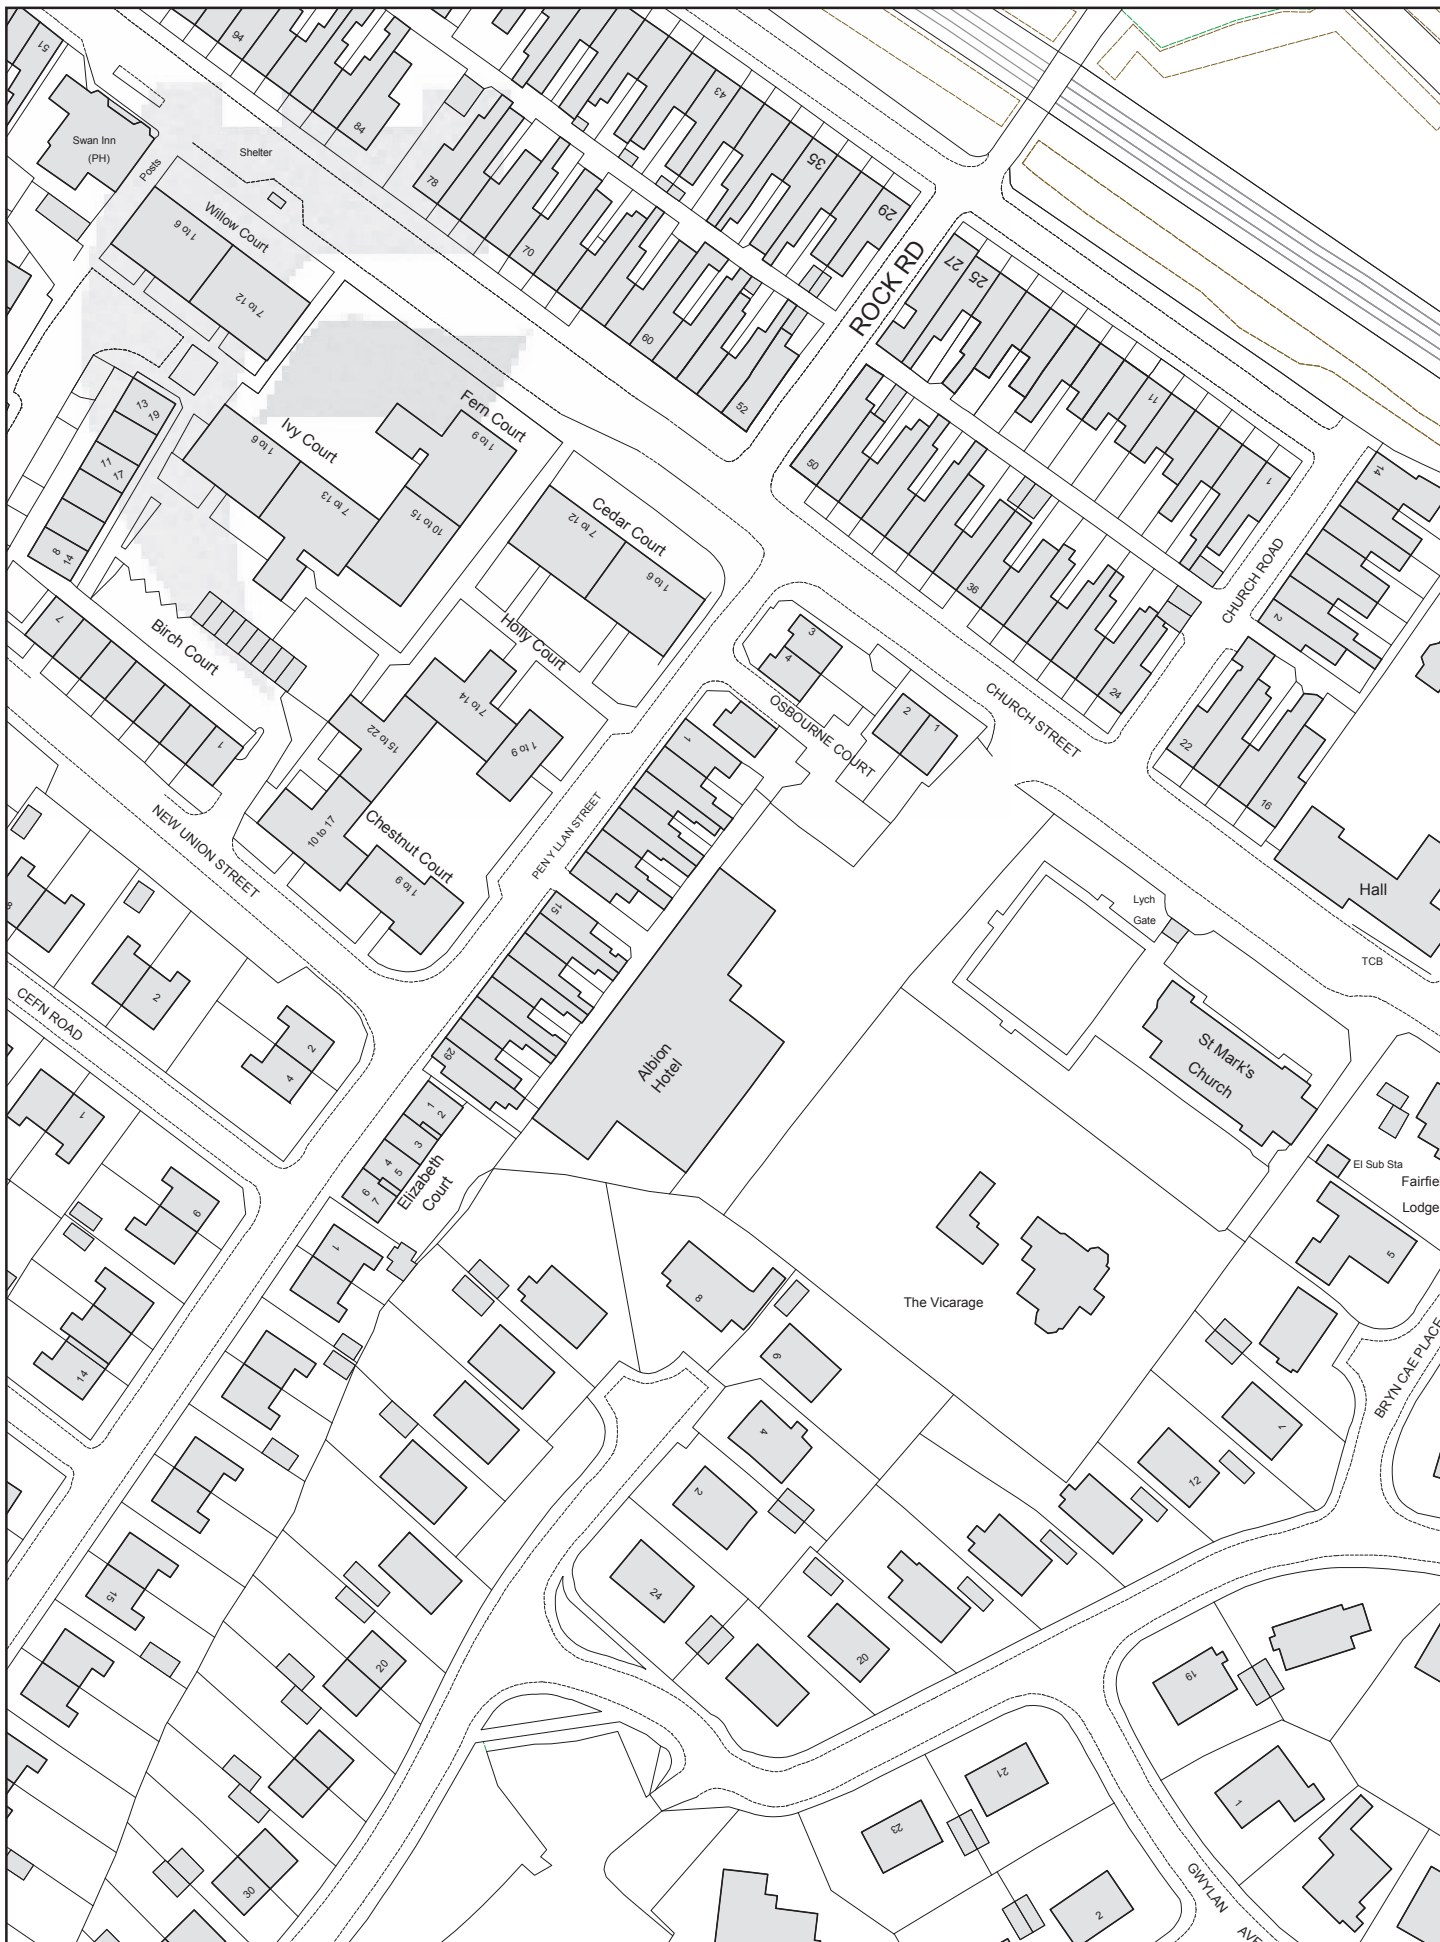 51
96
84
Swan Inn
(PH)
Posts
Shelter
78
43
35
29
Willow Court
1 to 6
7 to 12
70
60
52
ROCK RD
27
25
11
1
14
13
19
11
17
8
14
Ivy Court
1 to 6
7 to 13
Fern Court
1 to 9
10 to 15
Cedar Court
7 to 12
1 to 6
50
36
24
CHURCH ROAD
2
7
Birch Court
1
Holly Court
7 to 14
1 to 9
15 to 22
3
4
OSBOURNE COURT
2
1
CHURCH STREET
22
16
NEW UNION STREET
10 to 17
Chestnut Court
1 to 9
PEN Y LLAN STREET
1
15
29
Hall
Lych
Gate
TCB
8
2
CEFN ROAD
2
4
Albion
Hotel
St Mark's
Church
1
1
2
3
4
5
6
7
Elizabeth
Court
El Sub Sta
Fairfie
Lodge
5
9
1
14
8
6
The Vicarage
BRYN CAE PLACE
4
2
7
12
24
15
20
20
19
21
23
1
30
2
GWYLAN
AVE